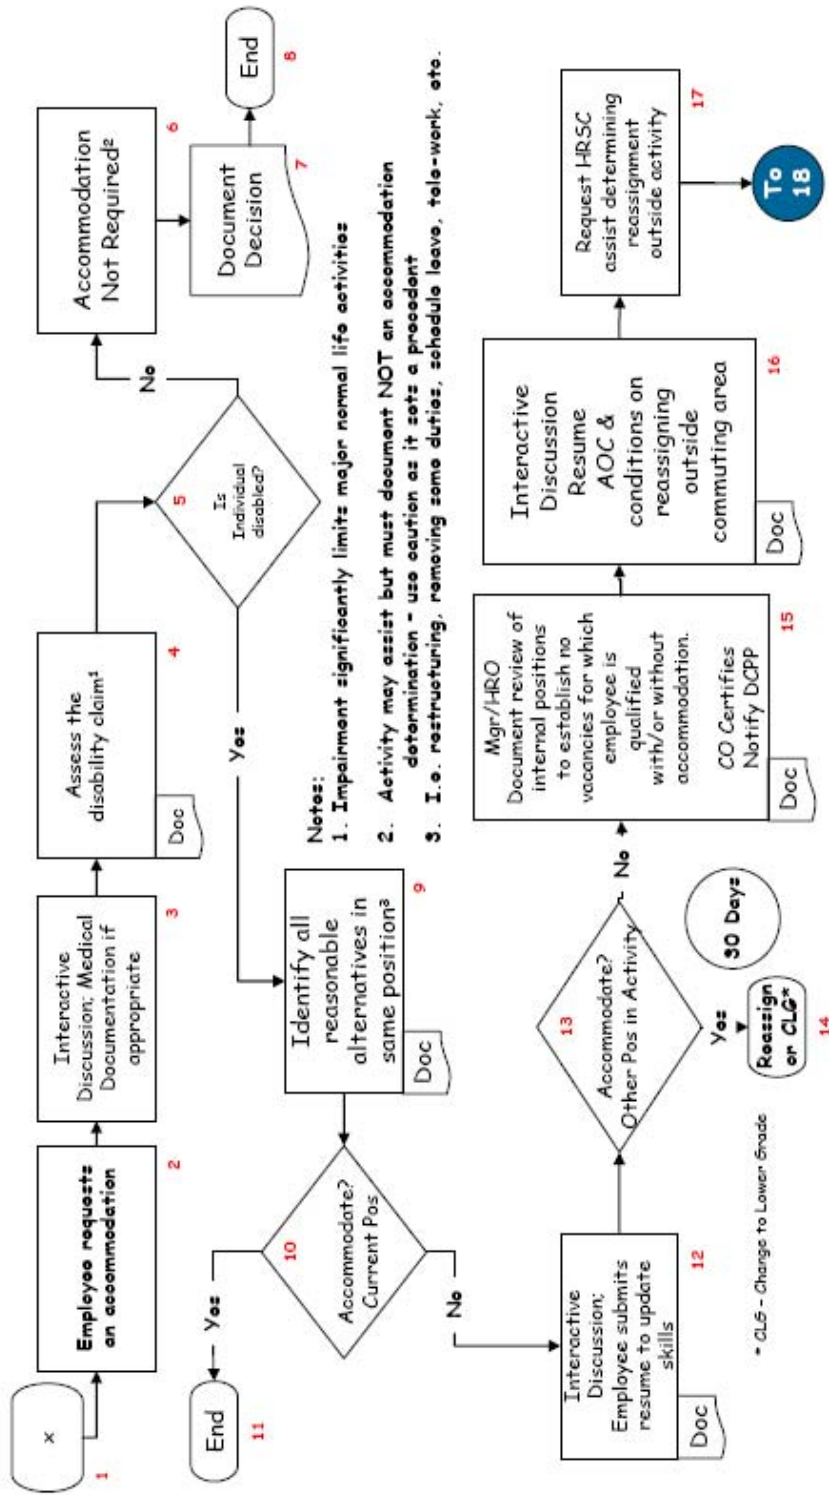 x
1
Employee requests
an accommodation
2
Interactive
Discussion; Medical
Documentation if
appropriate
3
Assess the
disability claim¹
Doc
4
Is
Individual
disabled?
5
No
Accommodation
Not Required²
6
Document
Decision
7
End
8
Yes
Identify all
reasonable
alternatives in
same position³
Doc
9
Accommodate?
Current Pos
10
Yes
End
11
No
Notes:
1. Impairment significantly limits major normal life activities
2. Activity may assist but must document NOT an accommodation
determination - use caution as it sets a precedent
3. I.e. restructuring, removing some duties, schedule leave, tele-work, etc.
Interactive
Discussion;
Employee submits
resume to update
skills
Doc
12
Accommodate?
Other Pos in Activity
13
Yes
Reassign
or CLG*
14
30 Days
No
Mgr/HRO
Document review of
internal positions
to establish no
vacancies for which
employee is
qualified
with/or without
accommodation.
CO Certifies
Notify DCPP
Doc
15
Interactive
Discussion
Resume
AOC &
conditions on
reassigning
outside
commuting area
Doc
16
Request HRSC
assist determining
reassignment
outside activity
17
To
18
* CLG - Change to Lower Grade